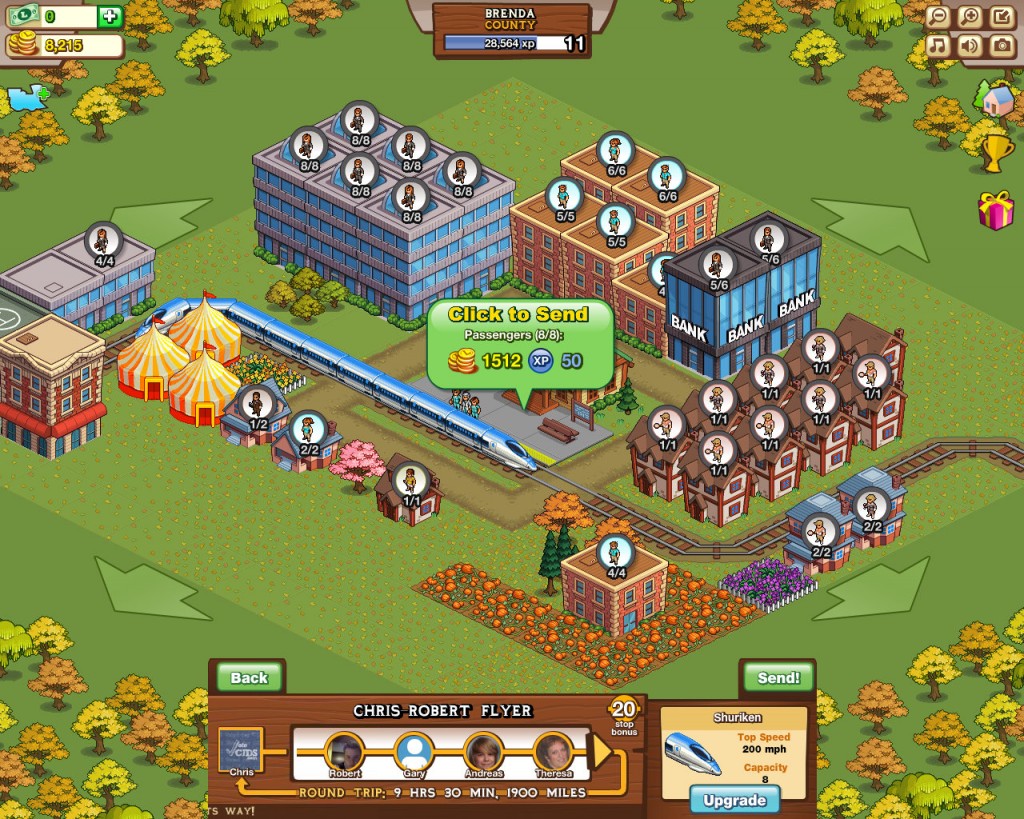 0
8,215
BRENDA
COUNTY
28,564 xp
11
8/8
8/8
8/8
8/8
8/8
8/8
6/6
6/6
5/5
5/5
4/4
5/6
5/6
BANK
BANK
BANK
Click to Send
Passengers (8/8):
1512 XP 50
1/1
1/1
1/1
1/1
1/1
1/1
1/1
1/1
1/2
2/2
1/1
2/2
2/2
4/4
Back
Send!
CHRIS ROBERT FLYER
20
stop
bonus
Chris
Robert
Gary
Andreas
Theresa
ROUND TRIP: 9 HRS 30 MIN, 1900 MILES
TS WAY!
Shuriken
Top Speed
200 mph
Capacity
8
Upgrade